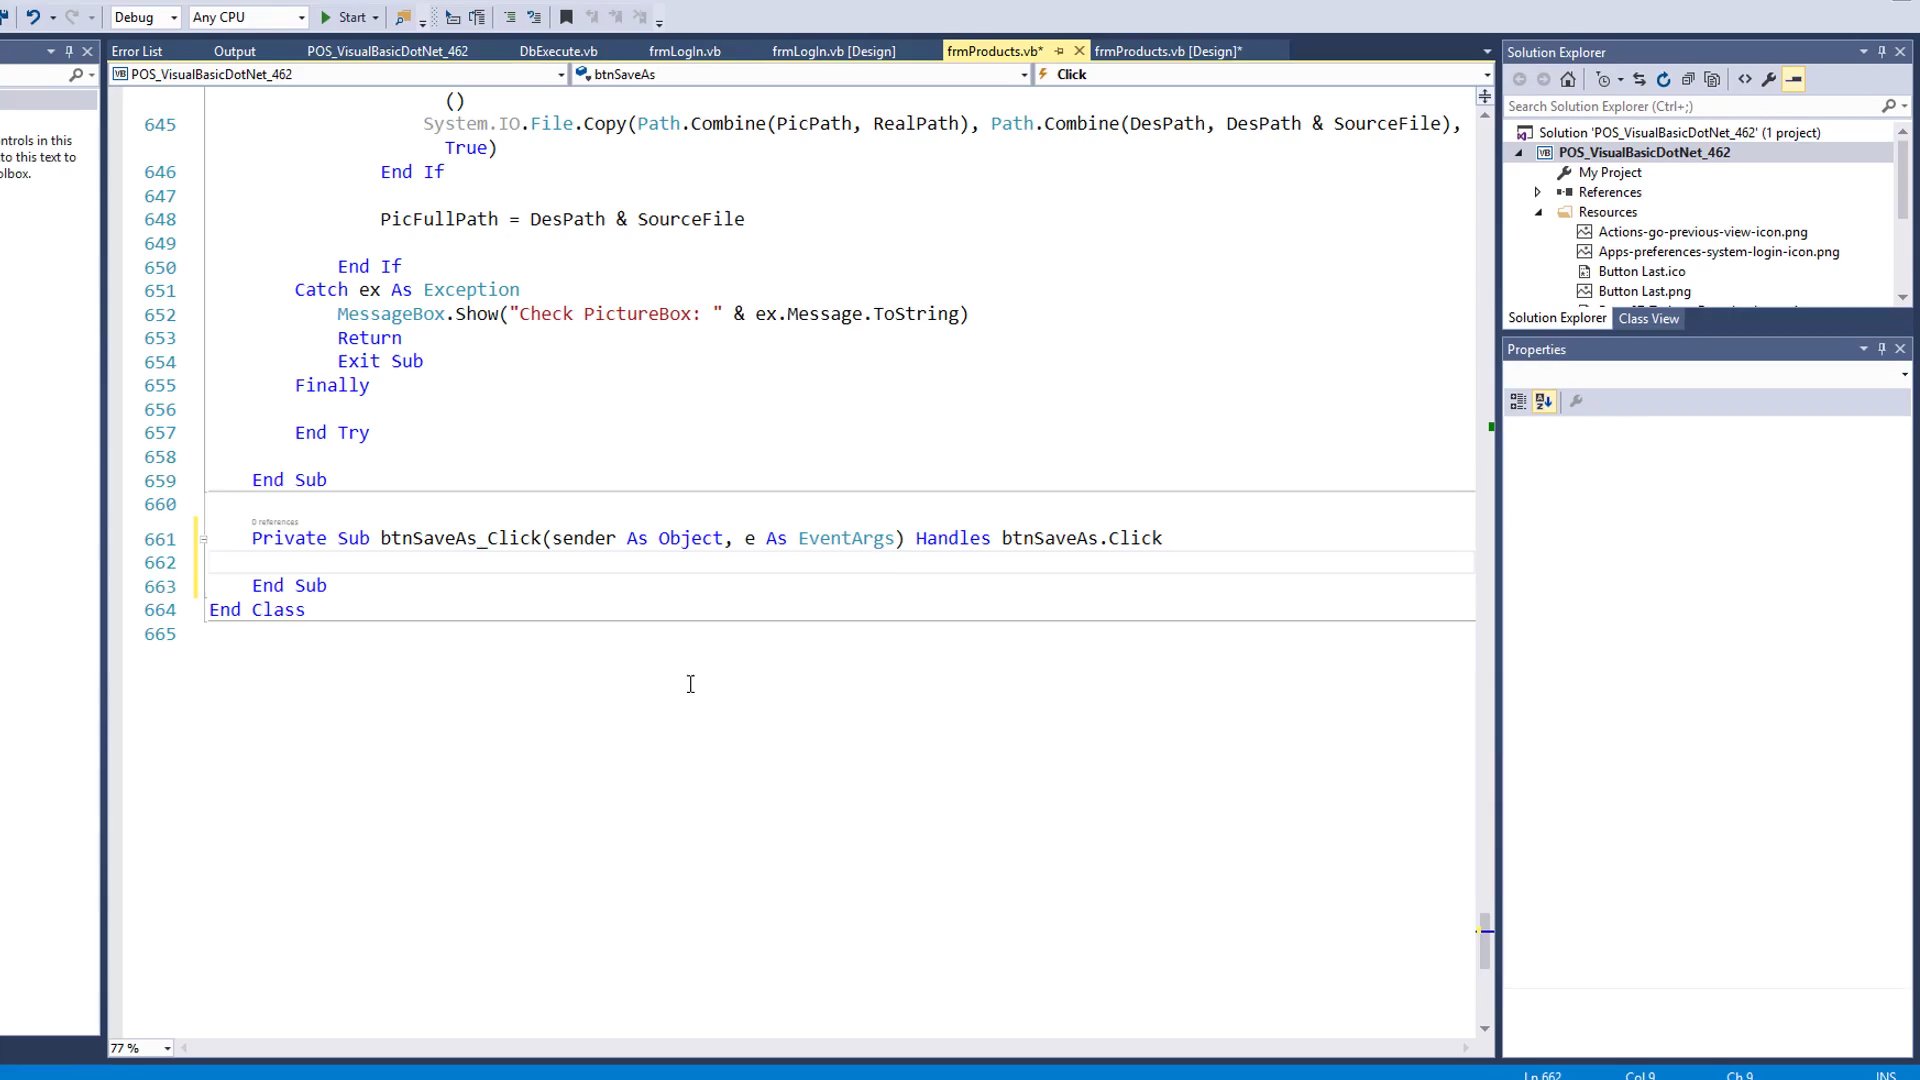 Debug Any CPU Start
Error List Output POS_VisualBasicDotNet_462 DbExecute.vb frmLogIn.vb frmLogIn.vb [Design] frmProducts.vb* frmProducts.vb [Design]*
POS_VisualBasicDotNet_462 btnSaveAs Click
ontrols in this
to this text to
olbox.
()
645 System.IO.File.Copy(Path.Combine(PicPath, RealPath), Path.Combine(DesPath, DesPath & SourceFile),
True)
646 End If
647
648 PicFullPath = DesPath & SourceFile
649
650 End If
651 Catch ex As Exception
652 MessageBox.Show("Check PictureBox: " & ex.Message.ToString)
653 Return
654 Exit Sub
655 Finally
656
657 End Try
658
659 End Sub
660
0 references
661 Private Sub btnSaveAs_Click(sender As Object, e As EventArgs) Handles btnSaveAs.Click
662
663 End Sub
664 End Class
665
77 %
Solution Explorer
Search Solution Explorer (Ctrl+;)
Solution 'POS_VisualBasicDotNet_462' (1 project)
VB POS_VisualBasicDotNet_462
My Project
References
Resources
Actions-go-previous-view-icon.png
Apps-preferences-system-login-icon.png
Button Last.ico
Button Last.png
Solution Explorer Class View
Properties
Ln 662 Col 9 Ch 9 INS